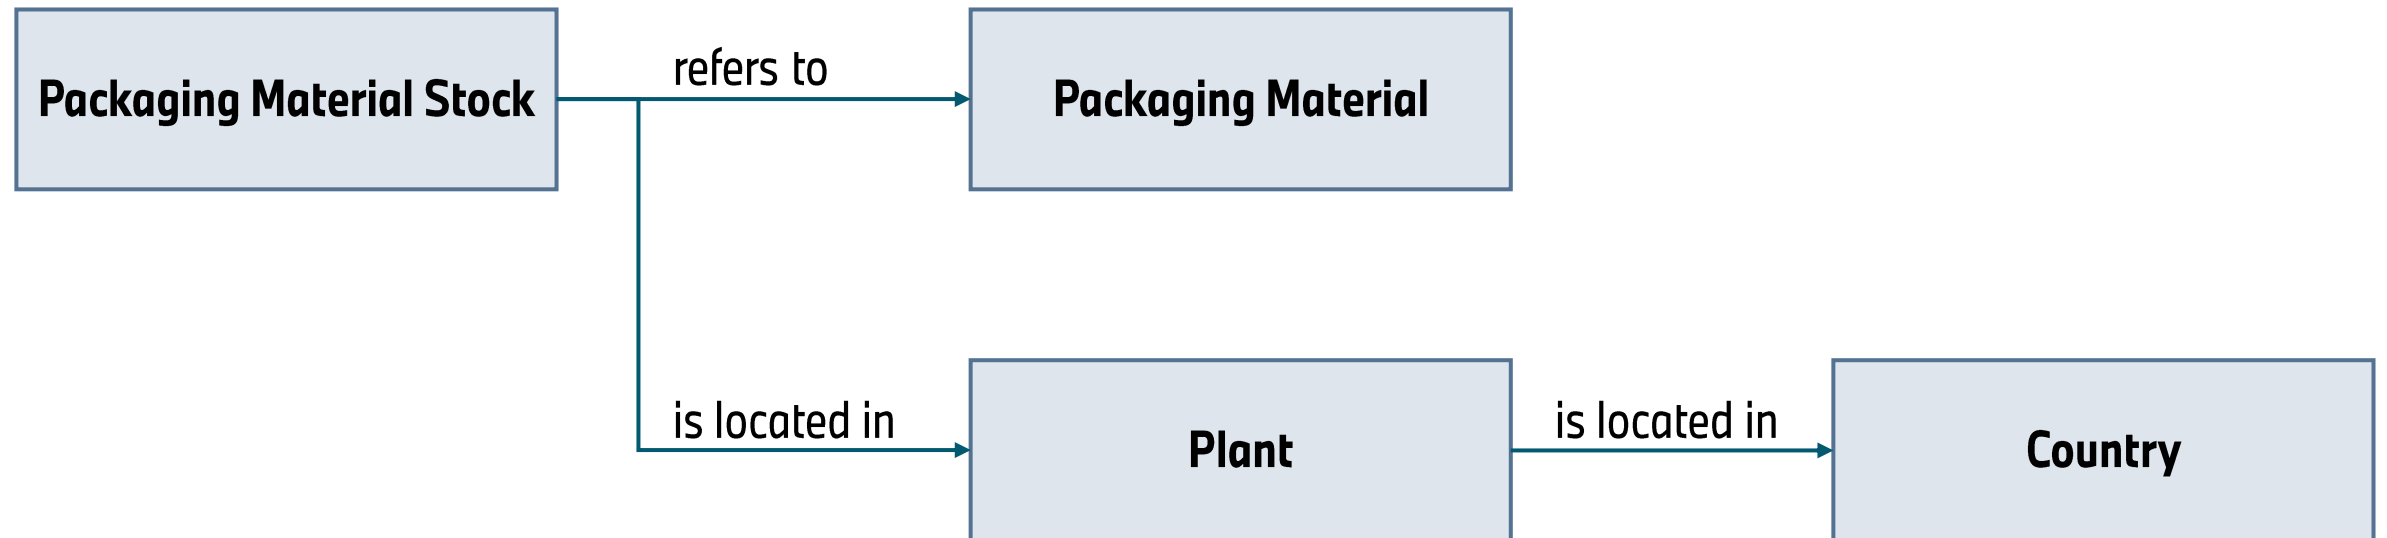 refers to
Packaging Material Stock
Packaging Material
is located in
is located in
Plant
Country